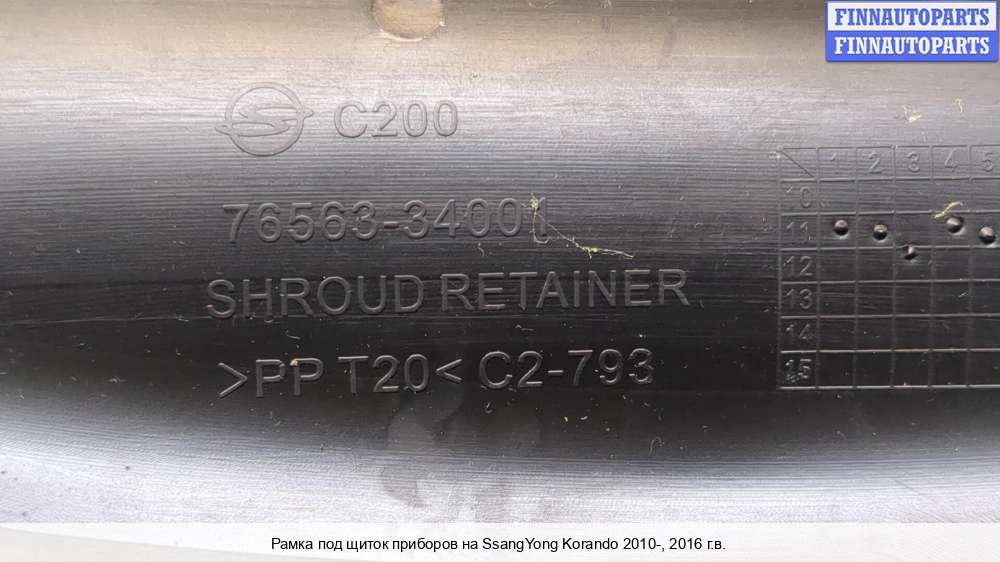 FINNAUTOPARTS
FINNAUTOPARTS
C200
76563-34001
SHROUD RETAINER
>PP T20< C2-793
1 2 3 4 5
10
11
12
13
14
15
Рамка под щиток приборов на SsangYong Korando 2010-, 2016 г.в.